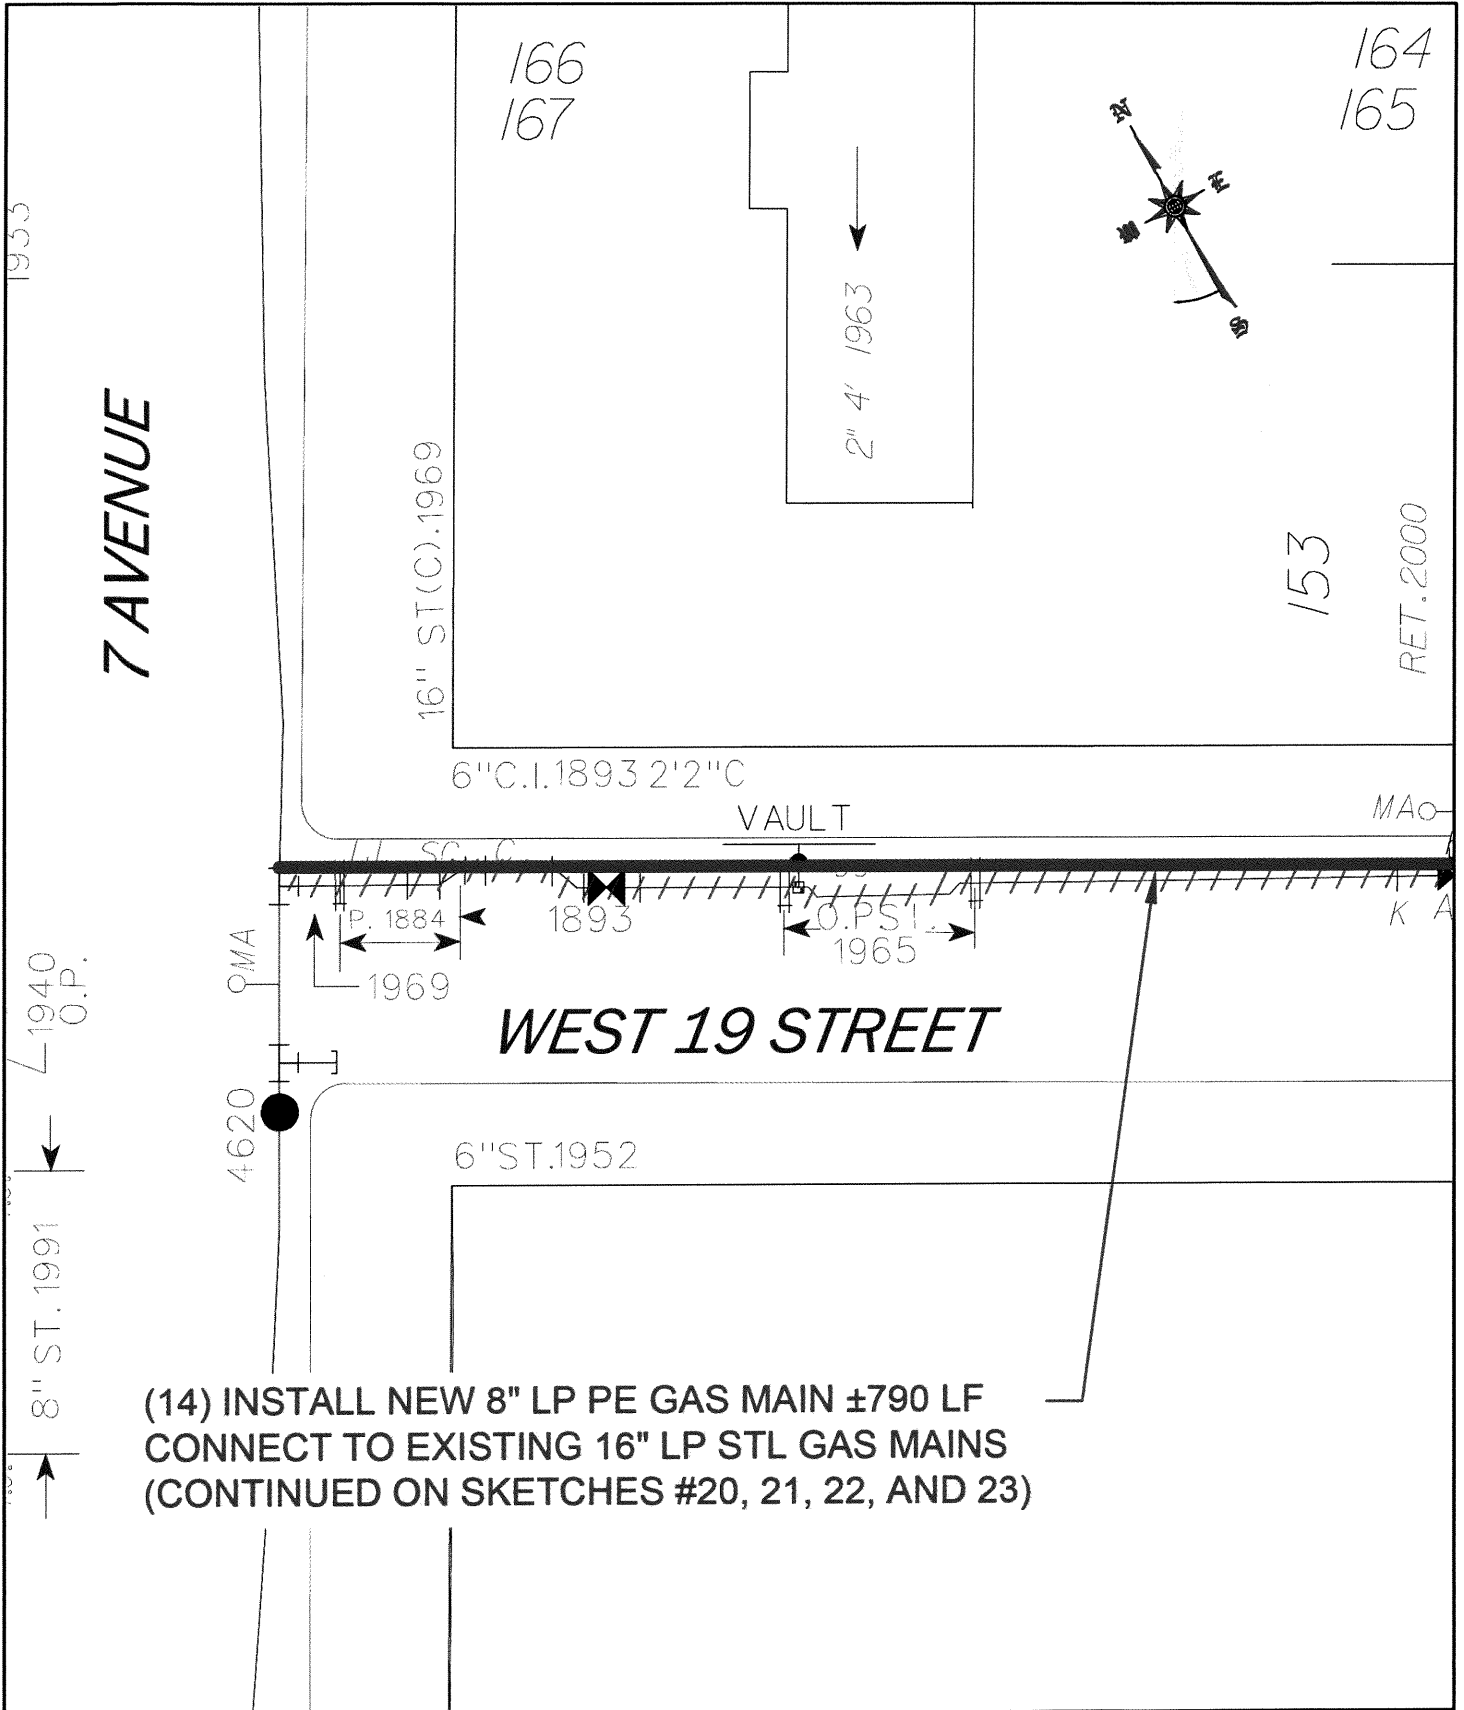 166
167
164
165
N
E
S
1933
2" 4' 1963
7 AVENUE
16" ST(C).1969
153
RET.2000
6"C.I.1893 2'2"C
VAULT
MA
P. 1884
1893
O.PST.
1965
K A
MA
1969
1940
O.P.
WEST 19 STREET
4620
6"ST.1952
8" ST.1991
(14) INSTALL NEW 8" LP PE GAS MAIN ±790 LF
CONNECT TO EXISTING 16" LP STL GAS MAINS
(CONTINUED ON SKETCHES #20, 21, 22, AND 23)